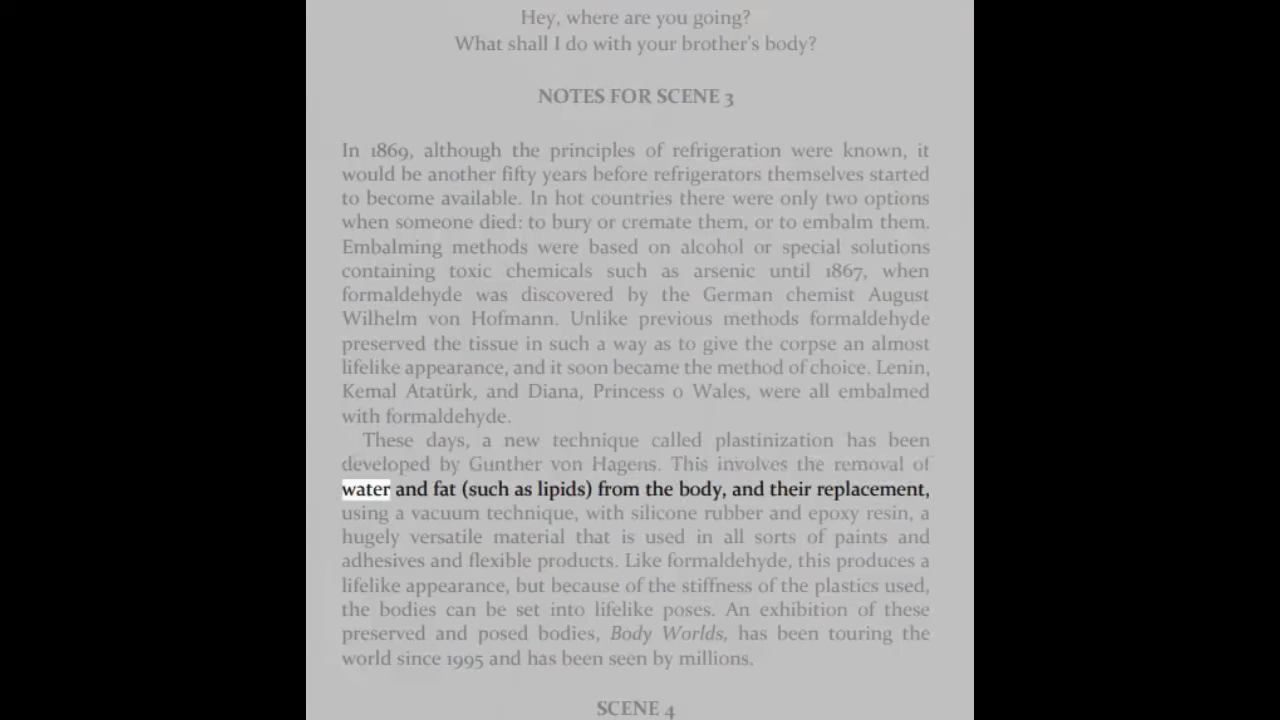 Hey, where are you going?
What shall I do with your brother's body?
NOTES FOR SCENE 3
In 1869, although the principles of refrigeration were known, it
would be another fifty years before refrigerators themselves started
to become available. In hot countries there were only two options
when someone died: to bury or cremate them, or to embalm them.
Embalming methods were based on alcohol or special solutions
containing toxic chemicals such as arsenic until 1867, when
formaldehyde was discovered by the German chemist August
Wilhelm von Hofmann. Unlike previous methods formaldehyde
preserved the tissue in such a way as to give the corpse an almost
lifelike appearance, and it soon became the method of choice. Lenin,
Kemal Atatürk, and Diana, Princess o Wales, were all embalmed
with formaldehyde.
These days, a new technique called plastinization has been
developed by Gunther von Hagens. This involves the removal of
water and fat (such as lipids) from the body, and their replacement,
using a vacuum technique, with silicone rubber and epoxy resin, a
hugely versatile material that is used in all sorts of paints and
adhesives and flexible products. Like formaldehyde, this produces a
lifelike appearance, but because of the stiffness of the plastics used,
the bodies can be set into lifelike poses. An exhibition of these
preserved and posed bodies, Body Worlds, has been touring the
world since 1995 and has been seen by millions.
SCENE 4